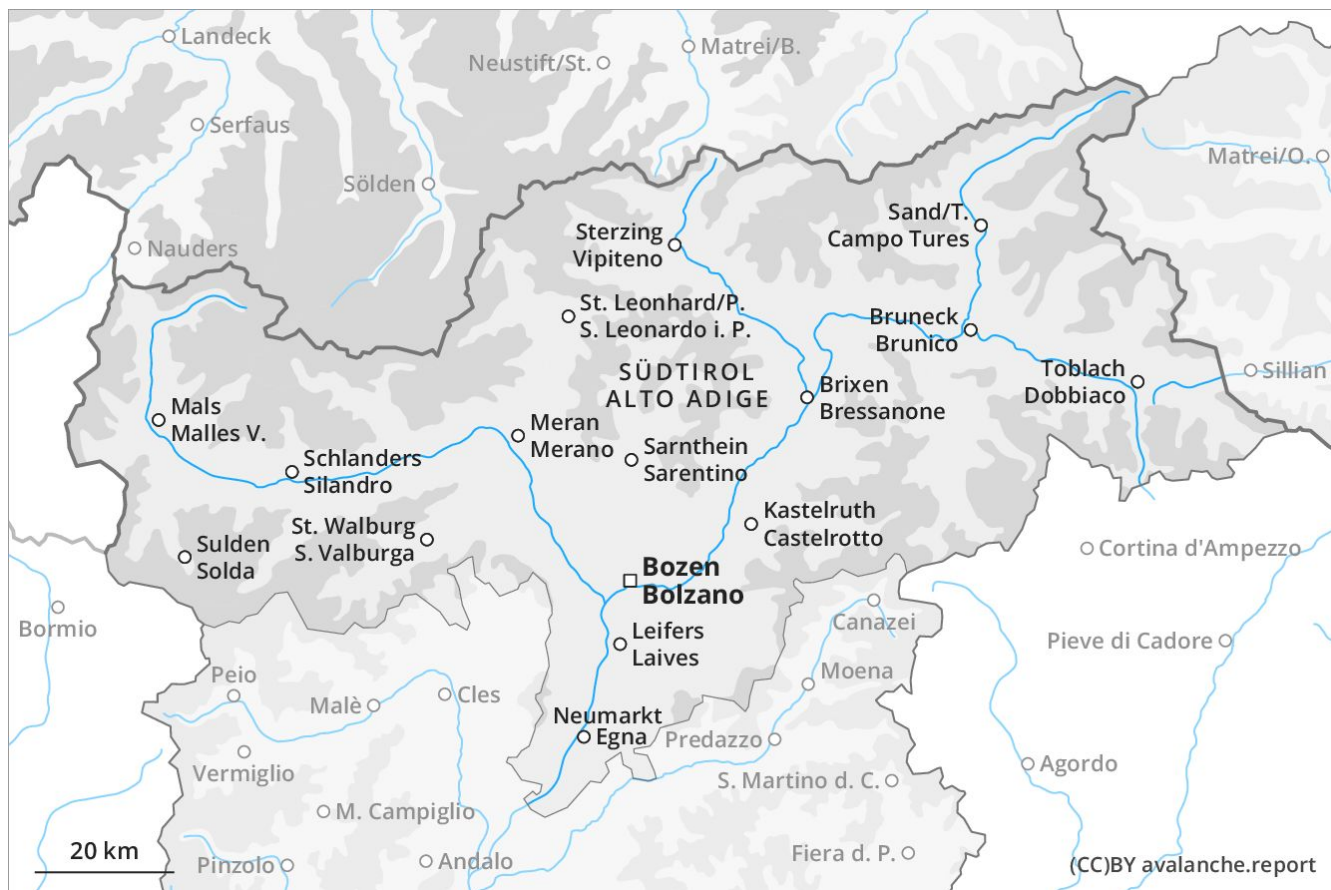 Landeck
Matrei/B.
Neustift/St.
Serfaus
Matrei/O.
Sölden
Sand/T.
Campo Tures
Sterzing
Vipiteno
Nauders
St. Leonhard/P.
S. Leonardo i. P.
Bruneck
Brunico
SÜDTIROL
ALTO ADIGE
Toblach
Dobbiaco
Sillian
Brixen
Bressanone
Mals
Malles V.
Meran
Merano
Schlanders
Silandro
Sarnthein
Sarentino
Kastelruth
Castelrotto
St. Walburg
S. Valburga
Sulden
Solda
Cortina d'Ampezzo
Bozen
Bolzano
Bormio
Canazei
Leifers
Laives
Pieve di Cadore
Peio
Moena
Malè
Cles
Neumarkt
Egna
Predazzo
Vermiglio
Agordo
S. Martino d. C.
M. Campiglio
20 km
Pinzolo
Andalo
Fiera d. P.
(CC)BY avalanche.report